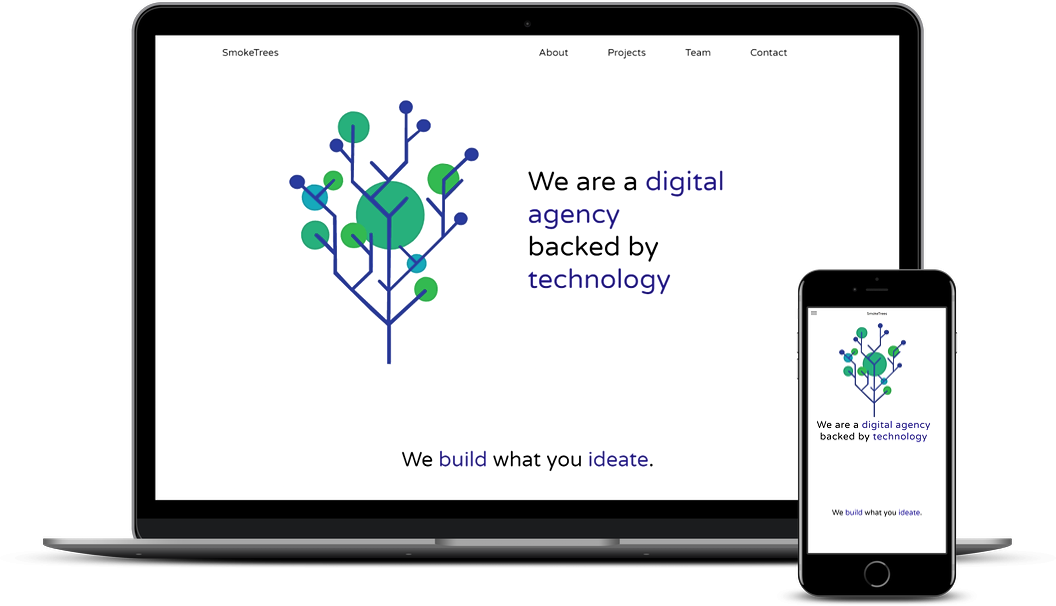 SmokeTrees
About Projects Team Contact
We are a digital
agency
backed by
technology
We build what you ideate.
SmokeTrees
We are a digital agency
backed by technology
We build what you ideate.